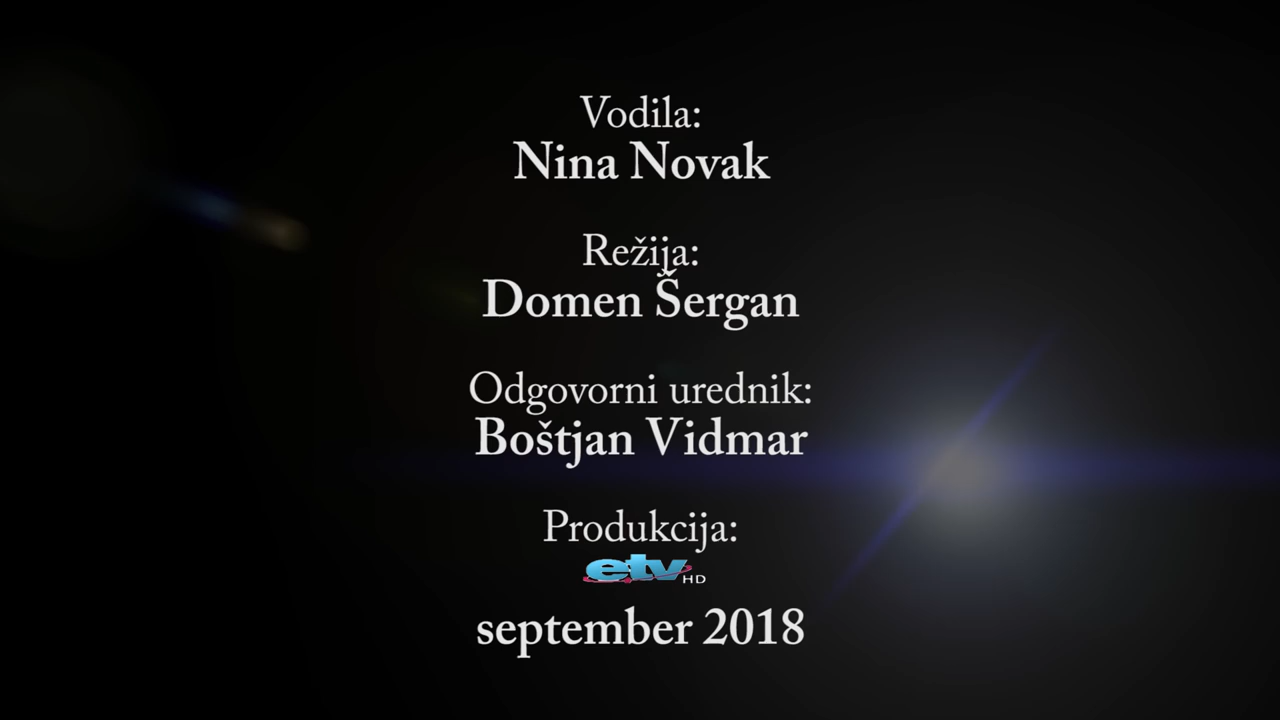 Vodila:
Nina Novak
Režija:
Domen Šergan
Odgovorni urednik:
Boštjan Vidmar
Produkcija:
etv HD
september 2018